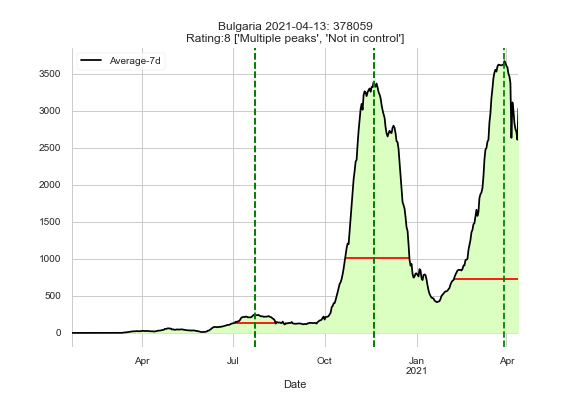 Bulgaria 2021-04-13: 378059
Rating:8 ['Multiple peaks', 'Not in control']
Average-7d
3500
3000
2500
2000
1500
1000
500
0
Apr
Jul
Oct
Jan
2021
Apr
Date